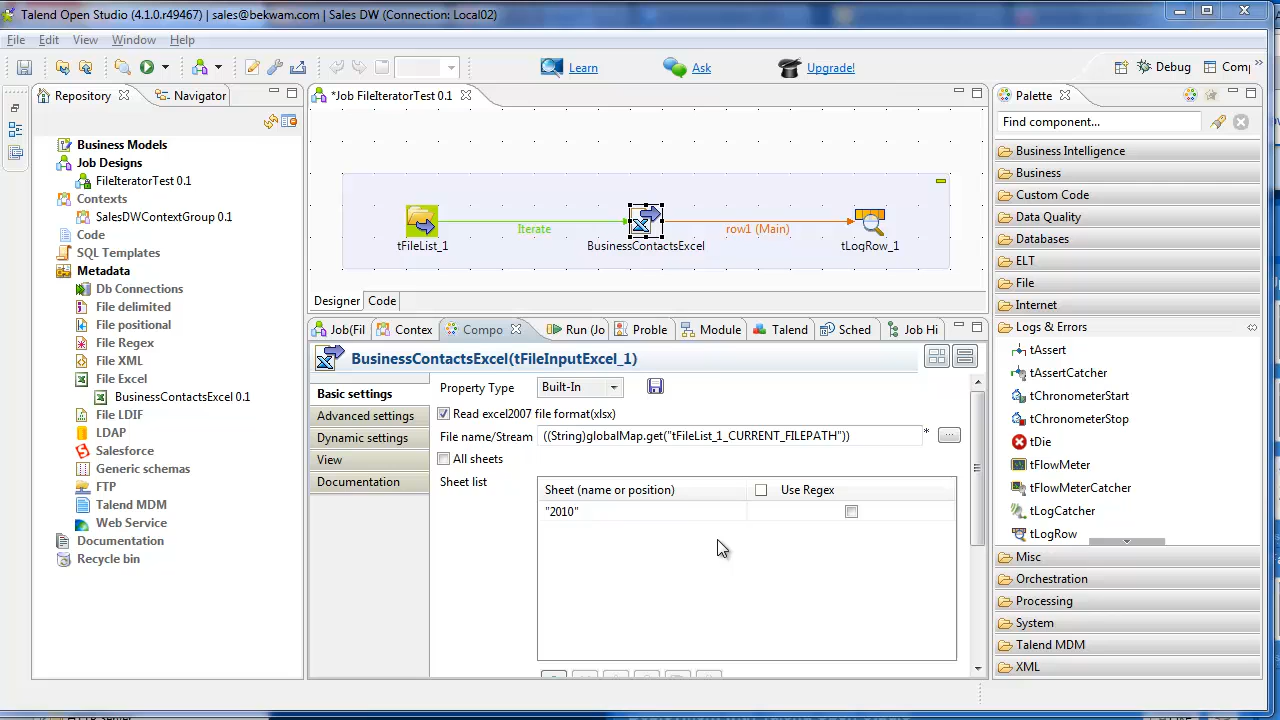 Talend Open Studio (4.1.0.r49467) | sales@bekwam.com | Sales DW (Connection: Local02)
File Edit View Window Help
Learn Ask Upgrade! Debug Comp
Repository Navigator
Business Models
Job Designs
FileIteratorTest 0.1
Contexts
SalesDWContextGroup 0.1
Code
SQL Templates
Metadata
Db Connections
File delimited
File positional
File Regex
File XML
File Excel
BusinessContactsExcel 0.1
File LDIF
LDAP
Salesforce
Generic schemas
FTP
Talend MDM
Web Service
Documentation
Recycle bin
*Job FileIteratorTest 0.1
Iterate
row1 (Main)
tFileList_1
BusinessContactsExcel
tLogRow_1
Designer Code
Job(Fil Contex Compo Run (Jo Proble Module Talend Sched Job Hi
BusinessContactsExcel(tFileInputExcel_1)
Basic settings
Advanced settings
Dynamic settings
View
Documentation
Property Type Built-In
Read excel2007 file format(xlsx)
File name/Stream ((String)globalMap.get("tFileList_1_CURRENT_FILEPATH")) *
All sheets
Sheet list
Sheet (name or position) Use Regex
"2010"
Palette
Find component...
Business Intelligence
Business
Custom Code
Data Quality
Databases
ELT
File
Internet
Logs & Errors
tAssert
tAssertCatcher
tChronometerStart
tChronometerStop
tDie
tFlowMeter
tFlowMeterCatcher
tLogCatcher
tLogRow
Misc
Orchestration
Processing
System
Talend MDM
XML